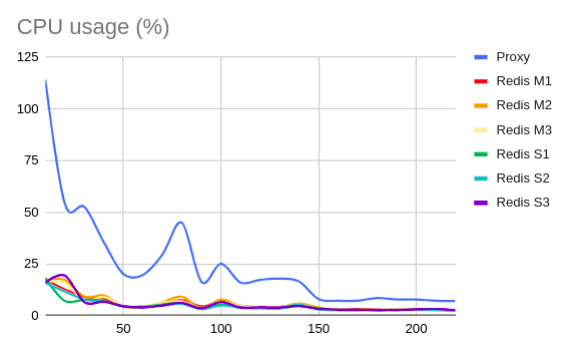 CPU usage (%)
125
100
75
50
25
0
50
100
150
200
Proxy
Redis M1
Redis M2
Redis M3
Redis S1
Redis S2
Redis S3